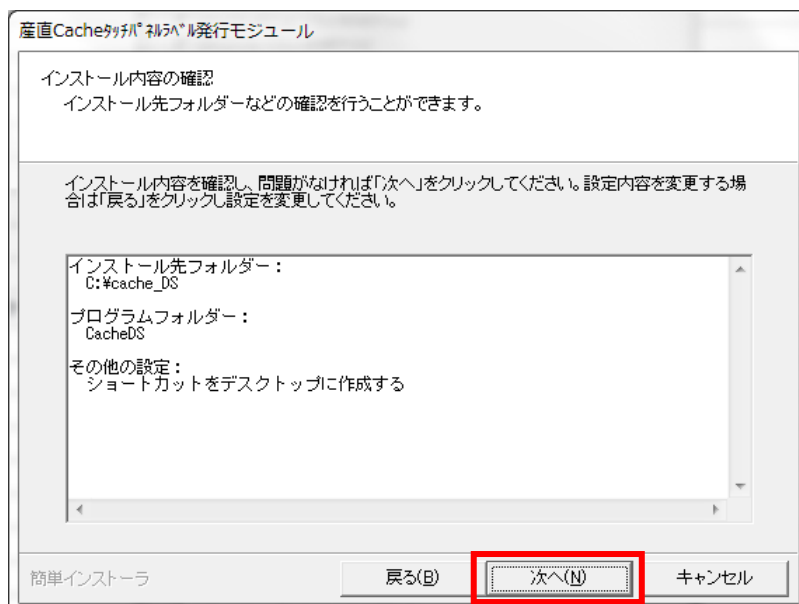 産直Cacheﾀｯﾁﾊﾟﾈﾙﾗﾍﾞﾙ発行モジュール
インストール内容の確認
インストール先フォルダーなどの確認を行うことができます。
インストール内容を確認し、問題がなければ「次へ」をクリックしてください。設定内容を変更する場
合は「戻る」をクリックし設定を変更してください。
インストール先フォルダー：
C:¥cache_DS
プログラムフォルダー：
CacheDS
その他の設定：
ショートカットをデスクトップに作成する
簡単インストーラ
戻る(B)
次へ(N)
キャンセル